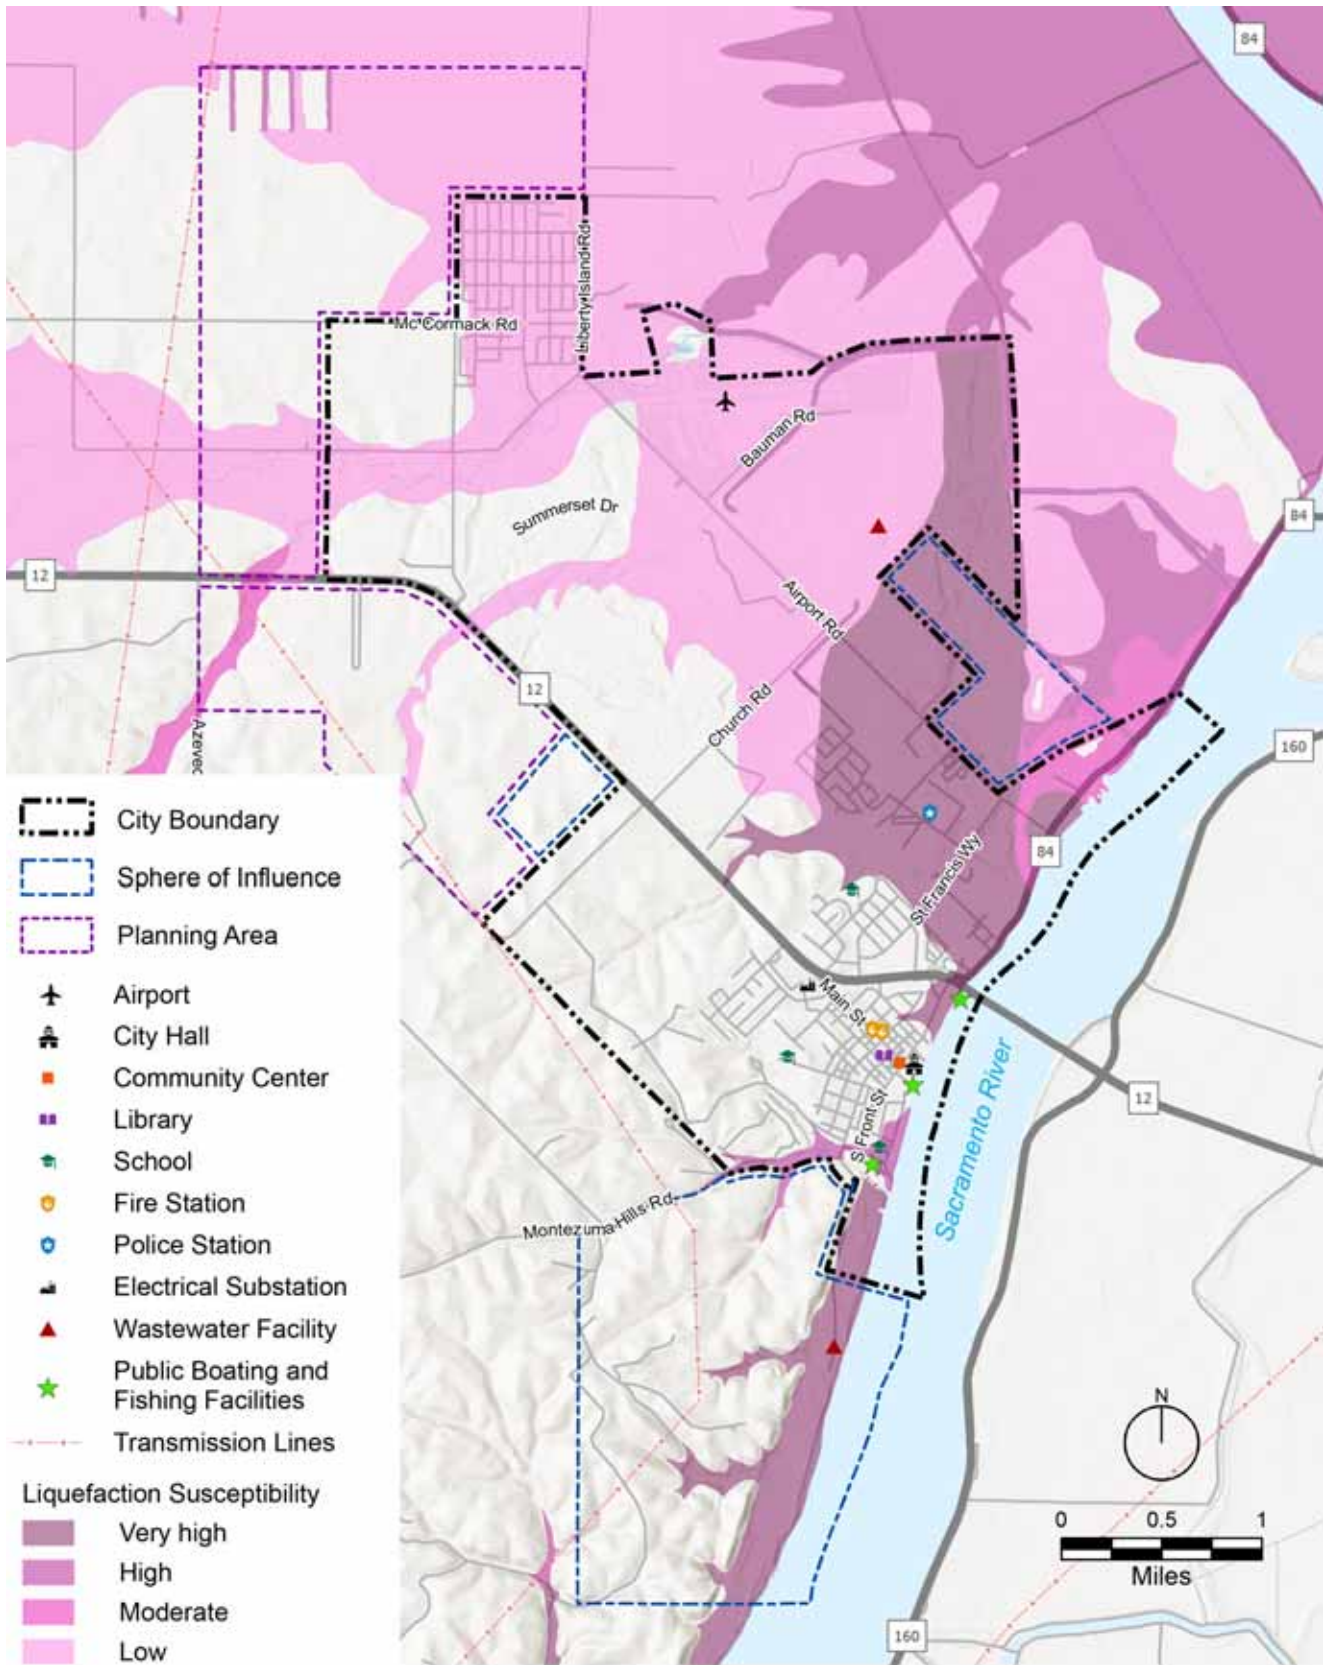 84
Liberty Island Rd
Mc Cormack Rd
Bauman Rd
Summerset Dr
84
12
Airport Rd
12
Church Rd
Azevec
160
City Boundary
Sphere of Influence
Planning Area
84
St Francis Wy
Airport
City Hall
Community Center
Library
School
Fire Station
Police Station
Electrical Substation
Wastewater Facility
Public Boating and
Fishing Facilities
Transmission Lines
Main St
Sacramento River
12
S Front St
Montezuma Hills Rd
N
0 0.5 1
Miles
Liquefaction Susceptibility
Very high
High
Moderate
Low
160